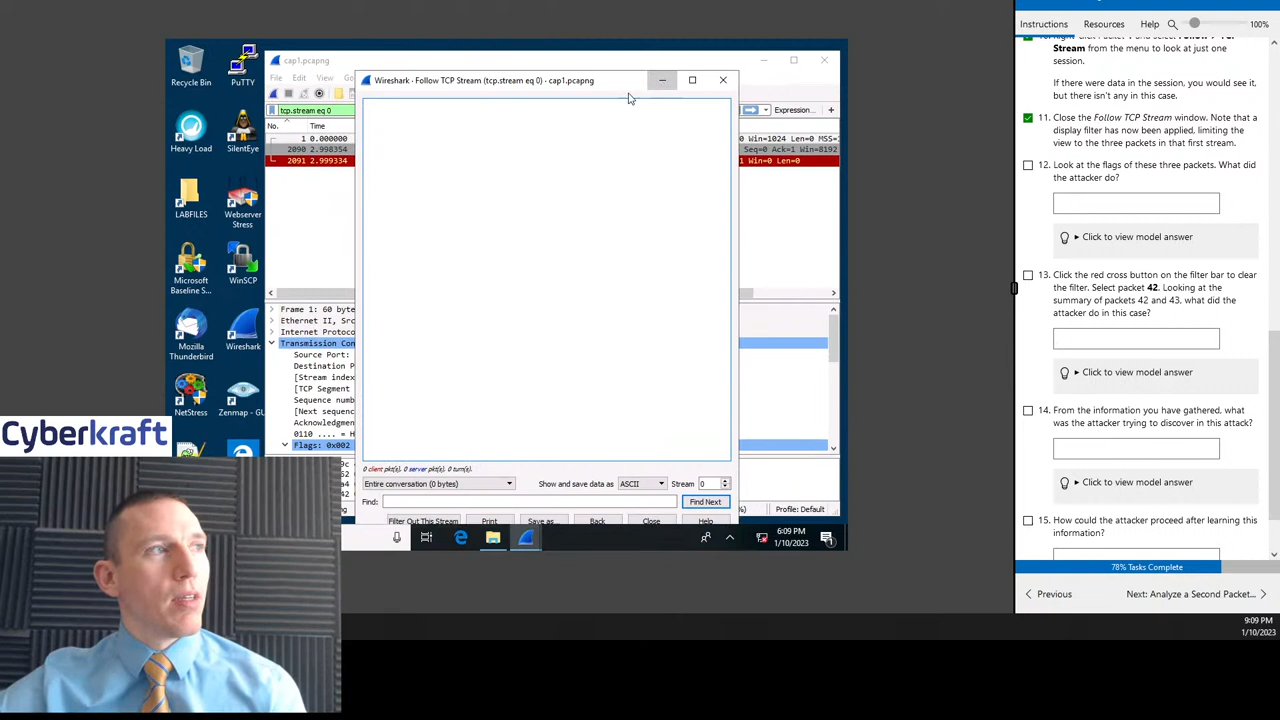 Instructions
Resources
Help
100%
Stream from the menu to look at just one
session.
If there were data in the session, you would see it,
but there isn't any in this case.
11. Close the Follow TCP Stream window. Note that a
display filter has now been applied, limiting
the view to the three packets in that first stream.
12. Look at the flags of these three packets. What did
the attacker do?
Click to view model answer
13. Click the red cross button on the filter bar to clear
the filter. Select packet 42. Looking at the
summary of packets 42 and 43, what did the
attacker do in this case?
Click to view model answer
14. From the information you have gathered, what
was the attacker trying to discover in this attack?
Click to view model answer
15. How could the attacker proceed after learning this
information?
78% Tasks Complete
Previous
Next: Analyze a Second Packet...
9:09 PM
1/10/2023
Recycle Bin
PuTTY
Heavy Load
SilentEye
LABFILES
Webserver
Stress
Microsoft
Baseline S...
WinSCP
Mozilla
Thunderbird
Wireshark
NetStress
Zenmap - GU
cap1.pcapng
File
Edit
View
tcp.stream eq 0
Expression...
No.
Time
1 0.000000
2090 2.998354
2091 2.999334
0 Win=1024 Len=0 MSS=1
Seq=0 Ack=1 Win=8192
1 Win=0 Len=0
Frame 1: 60 byte
Ethernet II, Src
Internet Protoco
Transmission Con
Source Port:
Destination P
[Stream index
[TCP Segment
Sequence numb
[Next sequenc
Acknowledgmen
0110 .... = H
Flags: 0x002
Wireshark · Follow TCP Stream (tcp.stream eq 0) · cap1.pcapng
0 client pkt(s), 0 server pkt(s), 0 turn(s).
Entire conversation (0 bytes)
Show and save data as
ASCII
Stream
0
Find:
Find Next
Filter Out This Stream
Print
Save as...
Back
Close
Help
Profile: Default
6:09 PM
1/10/2023
Cyberkraft